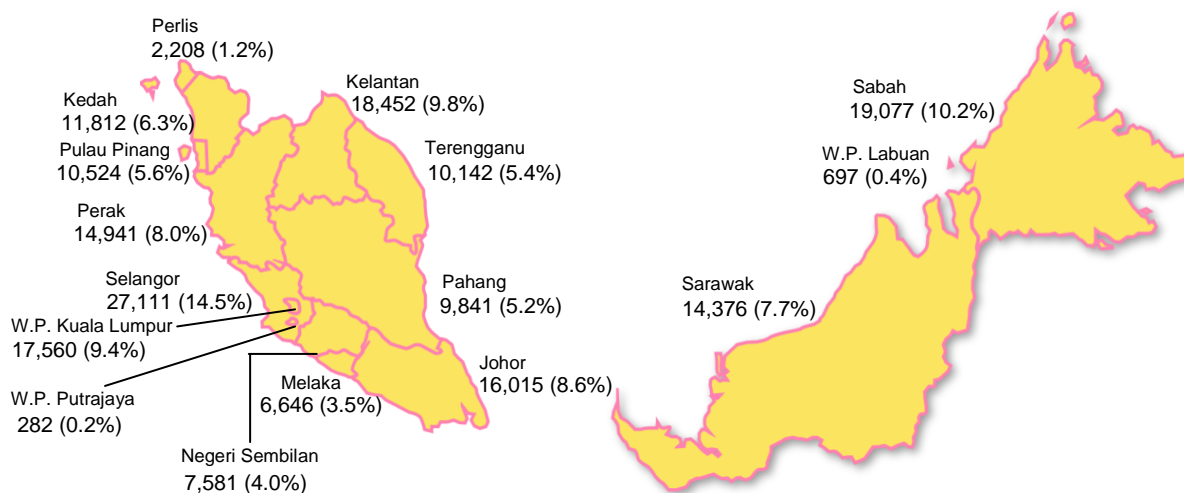 Perlis
2,208 (1.2%)
Kelantan
18,452 (9.8%)
Kedah
11,812 (6.3%)
Pulau Pinang
10,524 (5.6%)
Terengganu
10,142 (5.4%)
Perak
14,941 (8.0%)
Selangor
27,111 (14.5%)
Pahang
9,841 (5.2%)
W.P. Kuala Lumpur
17,560 (9.4%)
Johor
16,015 (8.6%)
W.P. Putrajaya
282 (0.2%)
Melaka
6,646 (3.5%)
Negeri Sembilan
7,581 (4.0%)
Sabah
19,077 (10.2%)
W.P. Labuan
697 (0.4%)
Sarawak
14,376 (7.7%)